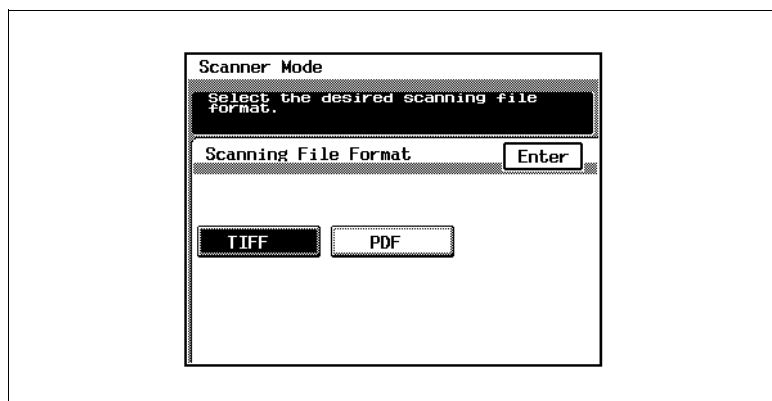 Scanner Mode
Select the desired scanning file
format.
Scanning File Format
Enter
TIFF
PDF